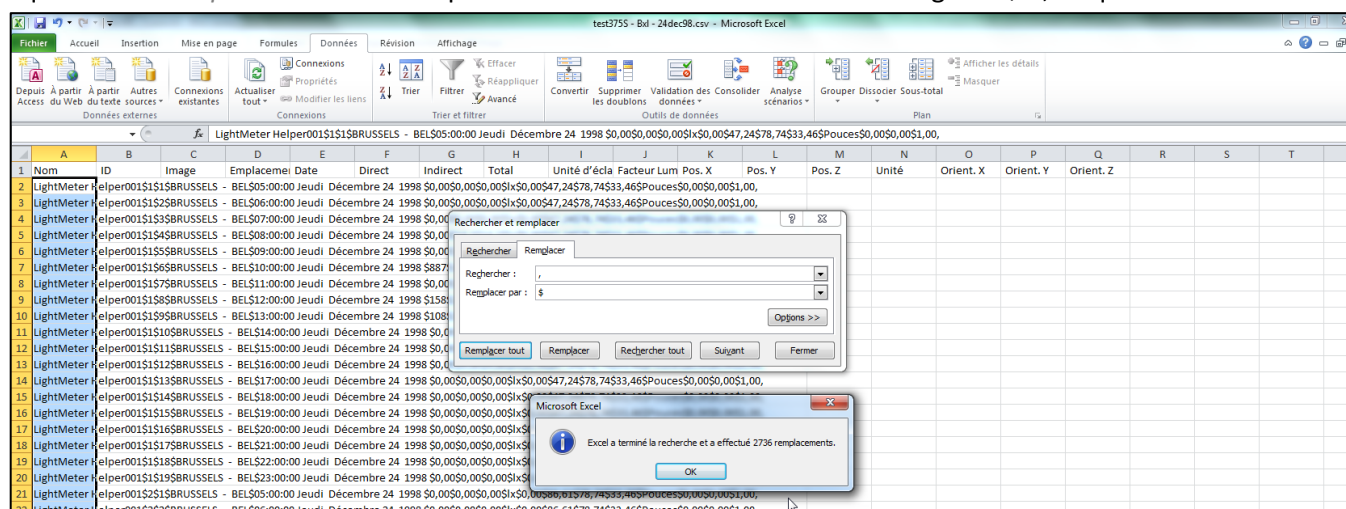 test375S - Bxl - 24dec98.csv - Microsoft Excel
Fichier Accueil Insertion Mise en page Formules Données Révision Affichage
Depuis Access À partir du Web À partir du texte Autres sources Connexions existantes Actualiser tout Connexions Propriétés Modifier les liens Trier Filtrer Effacer Réappliquer Avancé Convertir Supprimer les doublons Validation des données Consolider Analyse scénarios Grouper Dissocier Sous-total Afficher les détails Masquer
Données externes Connexions Trier et filtrer Outils de données Plan
fx LightMeter Helper001$1$1$BRUSSELS - BEL$05:00:00 Jeudi Décembre 24 1998 $0,00$0,00$0,00$lx$0,00$47,24$78,74$33,46$Pouces$0,00$0,00$1,00,
A B C D E F G H I J K L M N O P Q R S T
1 Nom ID Image Emplaceme Date Direct Indirect Total Unité d'écla Facteur Lum Pos. X Pos. Y Pos. Z Unité Orient. X Orient. Y Orient. Z
2 LightMeter Helper001$1$1$BRUSSELS - BEL$05:00:00 Jeudi Décembre 24 1998 $0,00$0,00$0,00$lx$0,00$47,24$78,74$33,46$Pouces$0,00$0,00$1,00,
3 LightMeter Helper001$1$2$BRUSSELS - BEL$06:00:00 Jeudi Décembre 24 1998 $0,00$0,00$0,00$lx$0,00$47,24$78,74$33,46$Pouces$0,00$0,00$1,00,
4 LightMeter Helper001$1$3$BRUSSELS - BEL$07:00:00 Jeudi Décembre 24 1998 $0,00
5 LightMeter Helper001$1$4$BRUSSELS - BEL$08:00:00 Jeudi Décembre 24 1998 $0,00
6 LightMeter Helper001$1$5$BRUSSELS - BEL$09:00:00 Jeudi Décembre 24 1998 $0,00
7 LightMeter Helper001$1$6$BRUSSELS - BEL$10:00:00 Jeudi Décembre 24 1998 $887
8 LightMeter Helper001$1$7$BRUSSELS - BEL$11:00:00 Jeudi Décembre 24 1998 $0,00
9 LightMeter Helper001$1$8$BRUSSELS - BEL$12:00:00 Jeudi Décembre 24 1998 $158
10 LightMeter Helper001$1$9$BRUSSELS - BEL$13:00:00 Jeudi Décembre 24 1998 $108
11 LightMeter Helper001$1$10$BRUSSELS - BEL$14:00:00 Jeudi Décembre 24 1998 $0,0
12 LightMeter Helper001$1$11$BRUSSELS - BEL$15:00:00 Jeudi Décembre 24 1998 $0,0
13 LightMeter Helper001$1$12$BRUSSELS - BEL$16:00:00 Jeudi Décembre 24 1998 $0,0
14 LightMeter Helper001$1$13$BRUSSELS - BEL$17:00:00 Jeudi Décembre 24 1998 $0,00$0,00$0,00$lx$0,00$47,24$78,74$33,46$Pouces$0,00$0,00$1,00,
15 LightMeter Helper001$1$14$BRUSSELS - BEL$18:00:00 Jeudi Décembre 24 1998 $0,00$0,00$0,00$lx$0
16 LightMeter Helper001$1$15$BRUSSELS - BEL$19:00:00 Jeudi Décembre 24 1998 $0,00$0,00$0,00$lx$
17 LightMeter Helper001$1$16$BRUSSELS - BEL$20:00:00 Jeudi Décembre 24 1998 $0,00$0,00$0,00$lx$
18 LightMeter Helper001$1$17$BRUSSELS - BEL$21:00:00 Jeudi Décembre 24 1998 $0,00$0,00$0,00$lx$
19 LightMeter Helper001$1$18$BRUSSELS - BEL$22:00:00 Jeudi Décembre 24 1998 $0,00$0,00$0,00$lx$
20 LightMeter Helper001$1$19$BRUSSELS - BEL$23:00:00 Jeudi Décembre 24 1998 $0,00$0,00$0,00$lx$
21 LightMeter Helper001$2$1$BRUSSELS - BEL$05:00:00 Jeudi Décembre 24 1998 $0,00$0,00$0,00$lx$0,00$86,61$78,74$33,46$Pouces$0,00$0,00$1,00,
Rechercher et remplacer
Rechercher Remplacer
Rechercher : ,
Remplacer par : $
Options >>
Remplacer tout Remplacer Rechercher tout Suivant Fermer
Microsoft Excel
Excel a terminé la recherche et a effectué 2736 remplacements.
OK